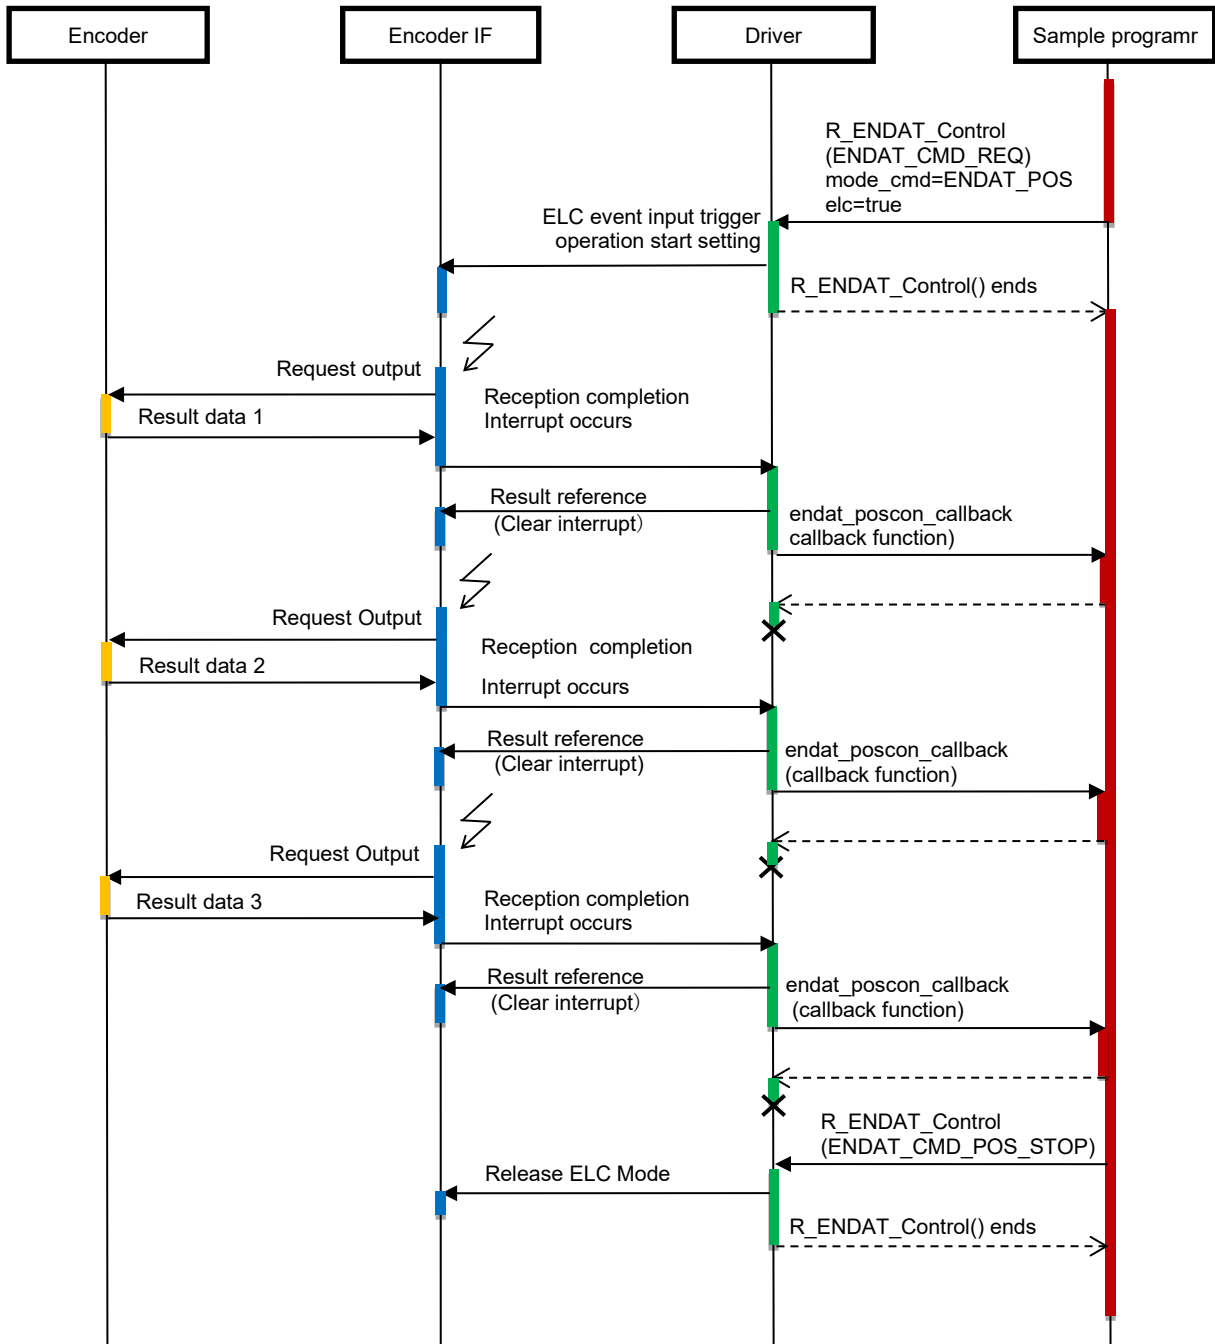 Encoder
Encoder IF
Driver
Sample programr
R_ENDAT_Control
(ENDAT_CMD_REQ)
mode_cmd=ENDAT_POS
elc=true
ELC event input trigger
operation start setting
R_ENDAT_Control() ends
Request output
Reception completion
Interrupt occurs
Result data 1
Result reference
(Clear interrupt）
endat_poscon_callback
callback function)
Request Output
Reception  completion
Result data 2
Interrupt occurs
Result reference
(Clear interrupt)
endat_poscon_callback
(callback function)
Request Output
Result data 3
Reception completion
Interrupt occurs
Result reference
(Clear interrupt）
endat_poscon_callback
(callback function)
R_ENDAT_Control
(ENDAT_CMD_POS_STOP)
Release ELC Mode
R_ENDAT_Control() ends